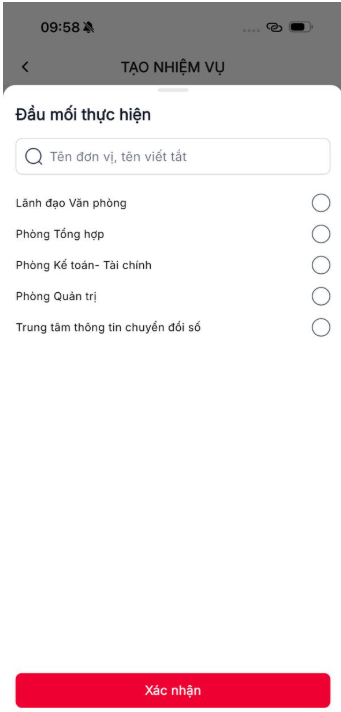 09:58
TẠO NHIỆM VỤ
Đầu mối thực hiện
Tên đơn vị, tên viết tắt
Lãnh đạo Văn phòng
Phòng Tổng hợp
Phòng Kế toán- Tài chính
Phòng Quản trị
Trung tâm thông tin chuyển đổi số
Xác nhận